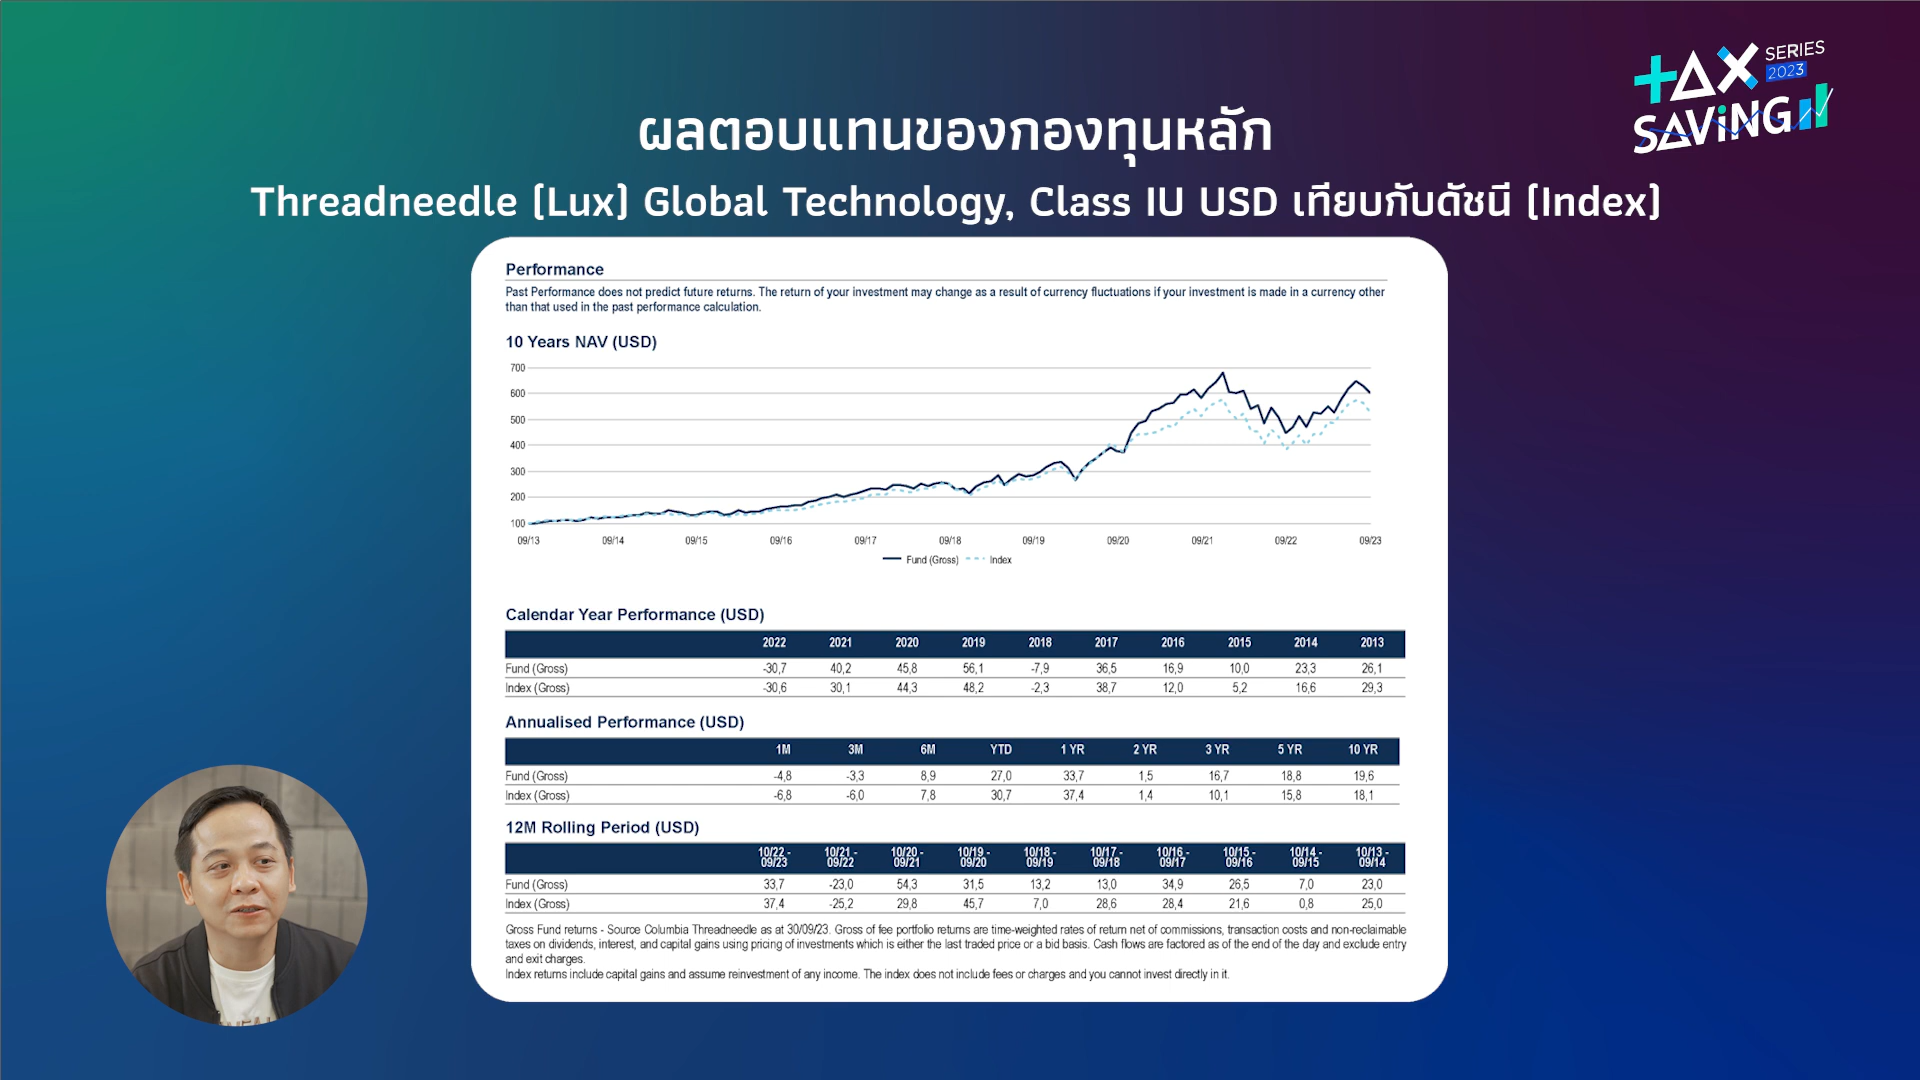 TAX SERIES
2023
SAViNG
ผลตอบแทนของกองทุนหลัก
Threadneedle (Lux) Global Technology, Class IU USD เทียบกับดัชนี (Index)
Performance
Past Performance does not predict future returns. The return of your investment may change as a result of currency fluctuations if your investment is made in a currency other
than that used in the past performance calculation.
10 Years NAV (USD)
700
600
500
400
300
200
100
09/13 09/14 09/15 09/16 09/17 09/18 09/19 09/20 09/21 09/22 09/23
Fund (Gross) Index
Calendar Year Performance (USD)
2022 2021 2020 2019 2018 2017 2016 2015 2014 2013
Fund (Gross) -30,7 40,2 45,8 56,1 -7,9 36,5 16,9 10,0 23,3 26,1
Index (Gross) -30,6 30,1 44,3 48,2 -2,3 38,7 12,0 5,2 16,6 29,3
Annualised Performance (USD)
1M 3M 6M YTD 1 YR 2 YR 3 YR 5 YR 10 YR
Fund (Gross) -4,8 -3,3 8,9 27,0 33,7 1,5 16,7 18,8 19,6
Index (Gross) -6,8 -6,0 7,8 30,7 37,4 1,4 10,1 15,8 18,1
12M Rolling Period (USD)
10/22 - 10/21 - 10/20 - 10/19 - 10/18 - 10/17 - 10/16 - 10/15 - 10/14 - 10/13 -
09/23 09/22 09/21 09/20 09/19 09/18 09/17 09/16 09/15 09/14
Fund (Gross) 33,7 -23,0 54,3 31,5 13,2 13,0 34,9 26,5 7,0 23,0
Index (Gross) 37,4 -25,2 29,8 45,7 7,0 28,6 28,4 21,6 0,8 25,0
Gross Fund returns - Source Columbia Threadneedle as at 30/09/23. Gross of fee portfolio returns are time-weighted rates of return net of commissions, transaction costs and non-reclaimable
taxes on dividends, interest, and capital gains using pricing of investments which is either the last traded price or a bid basis. Cash flows are factored as of the end of the day and exclude entry
and exit charges.
Index returns include capital gains and assume reinvestment of any income. The index does not include fees or charges and you cannot invest directly in it.